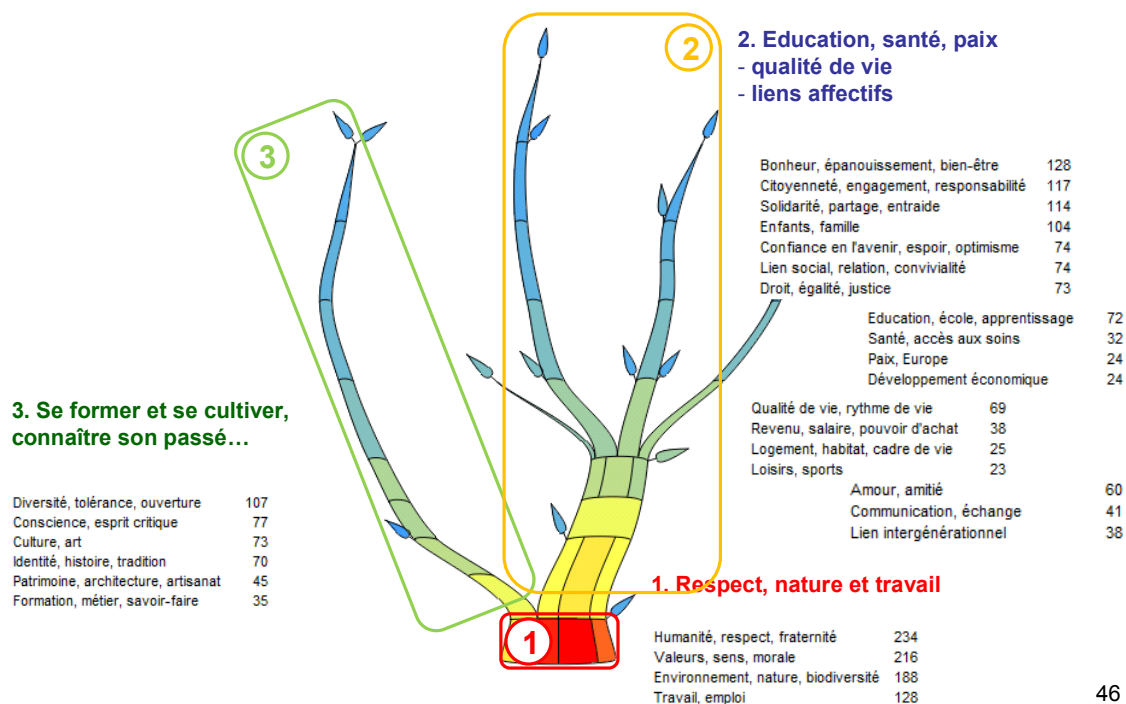 2
2. Education, santé, paix
- qualité de vie
- liens affectifs
3
Bonheur, épanouissement, bien-être 128
Citoyenneté, engagement, responsabilité 117
Solidarité, partage, entraide 114
Enfants, famille 104
Confiance en l'avenir, espoir, optimisme 74
Lien social, relation, convivialité 74
Droit, égalité, justice 73
Education, école, apprentissage 72
Santé, accès aux soins 32
Paix, Europe 24
Développement économique 24
3. Se former et se cultiver,
connaître son passé…
Qualité de vie, rythme de vie 69
Revenu, salaire, pouvoir d'achat 38
Logement, habitat, cadre de vie 25
Loisirs, sports 23
Amour, amitié 60
Communication, échange 41
Lien intergénérationnel 38
Diversité, tolérance, ouverture 107
Conscience, esprit critique 77
Culture, art 73
Identité, histoire, tradition 70
Patrimoine, architecture, artisanat 45
Formation, métier, savoir-faire 35
1. Respect, nature et travail
1
Humanité, respect, fraternité 234
Valeurs, sens, morale 216
Environnement, nature, biodiversité 188
Travail, emploi 128
46